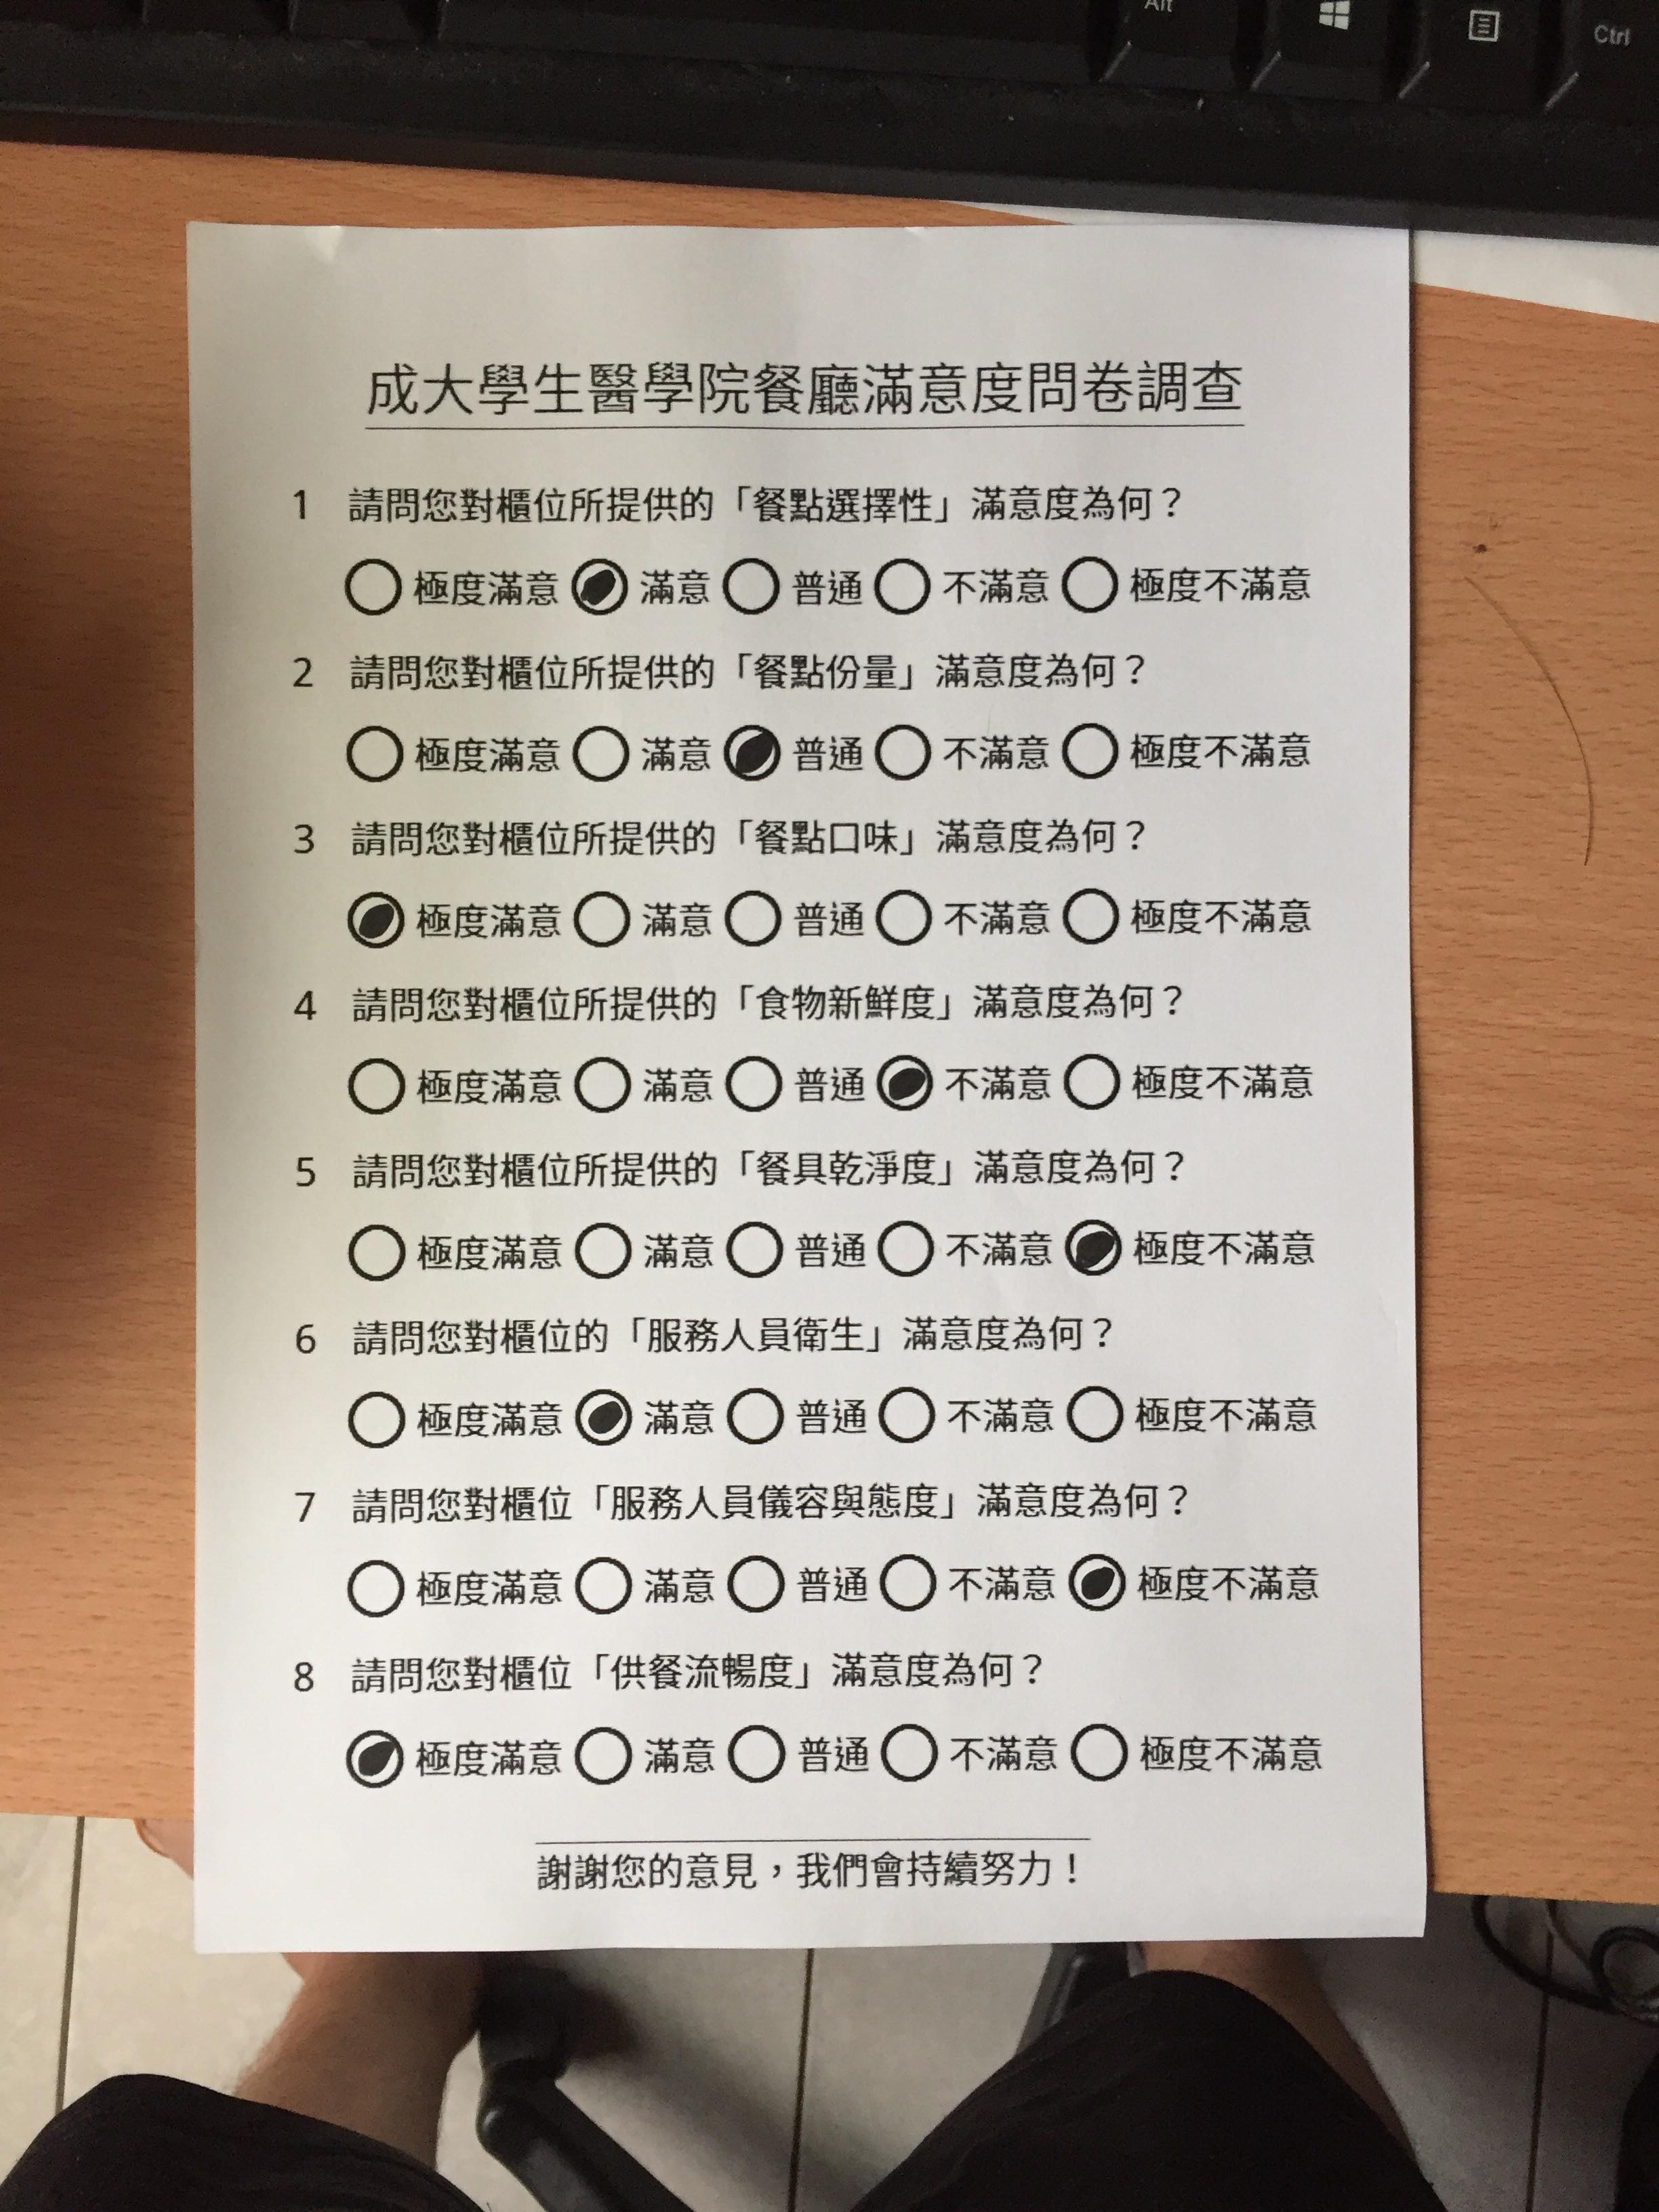 Alt
Ctrl
成大學生醫學院餐廳滿意度問卷調查
1 請問您對櫃位所提供的「餐點選擇性」滿意度為何？
極度滿意 滿意 普通 不滿意 極度不滿意
2 請問您對櫃位所提供的「餐點份量」滿意度為何？
極度滿意 滿意 普通 不滿意 極度不滿意
3 請問您對櫃位所提供的「餐點口味」滿意度為何？
極度滿意 滿意 普通 不滿意 極度不滿意
4 請問您對櫃位所提供的「食物新鮮度」滿意度為何？
極度滿意 滿意 普通 不滿意 極度不滿意
5 請問您對櫃位所提供的「餐具乾淨度」滿意度為何？
極度滿意 滿意 普通 不滿意 極度不滿意
6 請問您對櫃位的「服務人員衛生」滿意度為何？
極度滿意 滿意 普通 不滿意 極度不滿意
7 請問您對櫃位「服務人員儀容與態度」滿意度為何？
極度滿意 滿意 普通 不滿意 極度不滿意
8 請問您對櫃位「供餐流暢度」滿意度為何？
極度滿意 滿意 普通 不滿意 極度不滿意
謝謝您的意見，我們會持續努力！